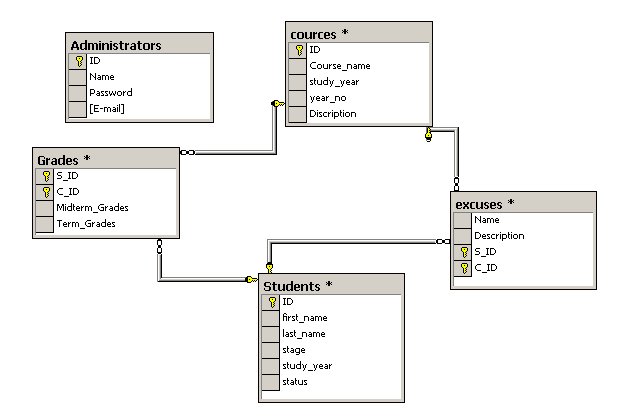 Administrators
ID
Name
Password
[E-mail]
cources *
ID
Course_name
study_year
year_no
Discription
Grades *
S_ID
C_ID
Midterm_Grades
Term_Grades
excuses *
Name
Description
S_ID
C_ID
Students *
ID
first_name
last_name
stage
study_year
status